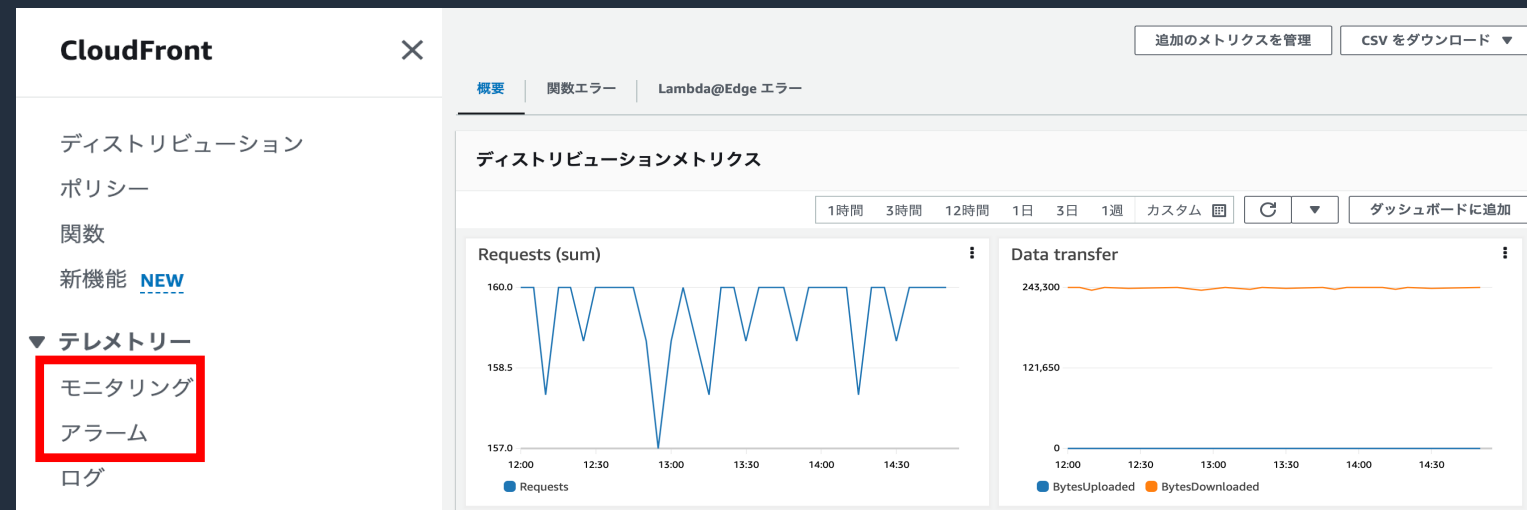 CloudFront
ディストリビューション
ポリシー
関数
新機能 NEW
テレメトリー
モニタリング
アラーム
ログ
追加のメトリクスを管理 CSV をダウンロード
概要 関数エラー Lambda@Edge エラー
ディストリビューションメトリクス
1時間 3時間 12時間 1日 3日 1週 カスタム ダッシュボードに追加
Requests (sum)
160.0
158.5
157.0
12:00 12:30 13:00 13:30 14:00 14:30
Requests
Data transfer
243,300
121,650
0
12:00 12:30 13:00 13:30 14:00 14:30
BytesUploaded BytesDownloaded